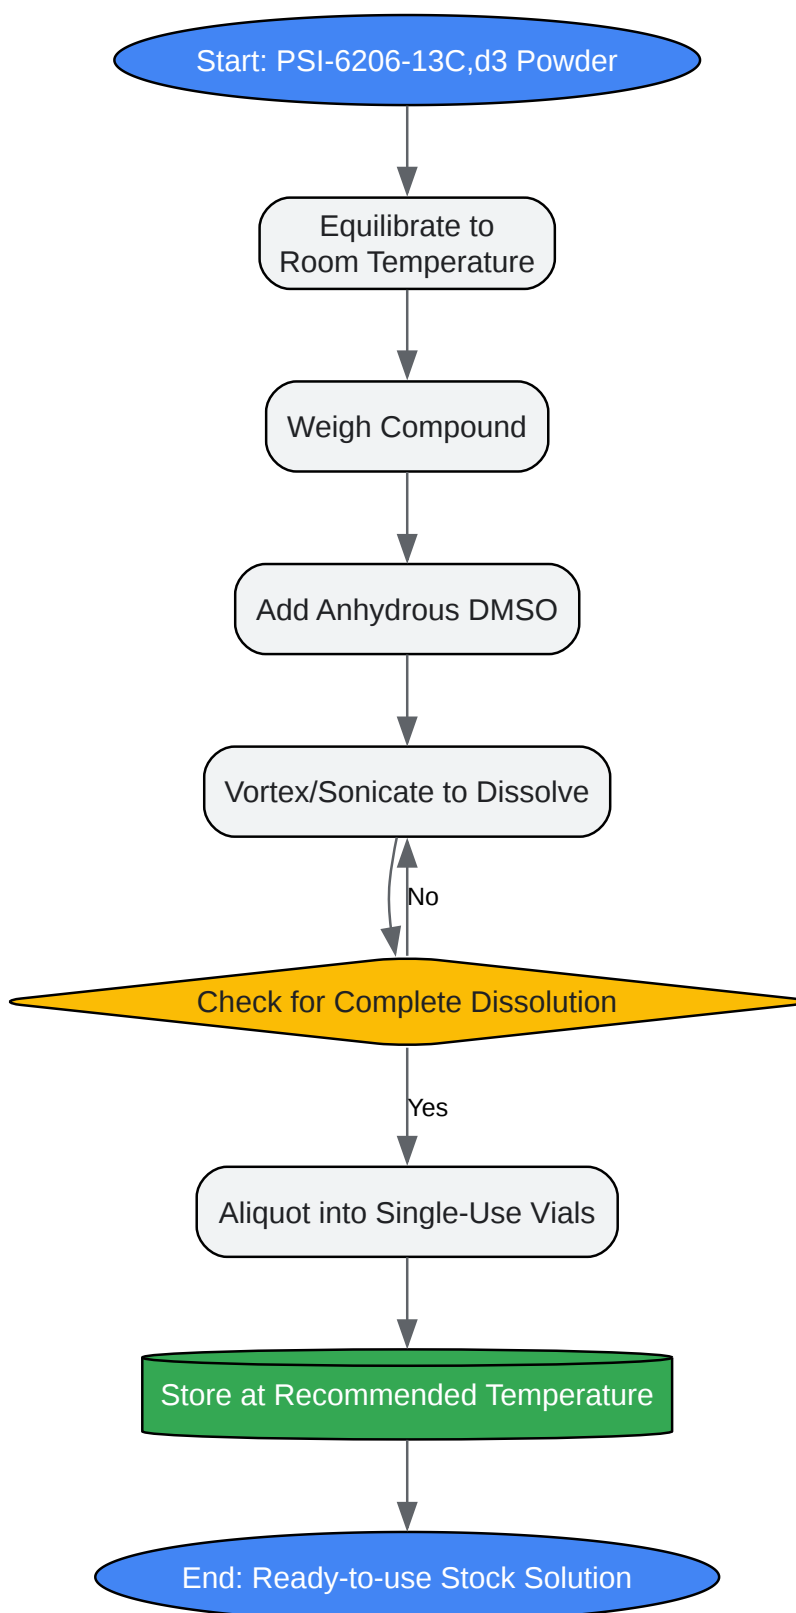 Start: PSI-6206-13C,d3 Powder
Equilibrate to
Room Temperature
Weigh Compound
Add Anhydrous DMSO
Vortex/Sonicate to Dissolve
No
Check for Complete Dissolution
Yes
Aliquot into Single-Use Vials
Store at Recommended Temperature
End: Ready-to-use Stock Solution